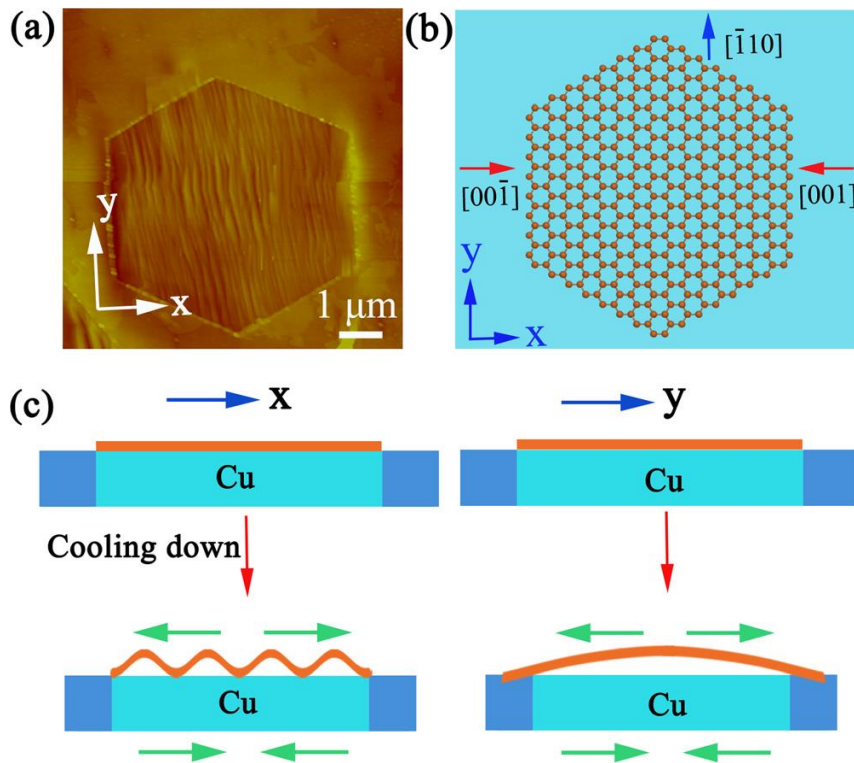 (a)
y
x
1 μm
(b)
[1̄10]
[001̄]
[001]
y
x
(c)
x
Cu
Cooling down
Cu
y
Cu
Cu